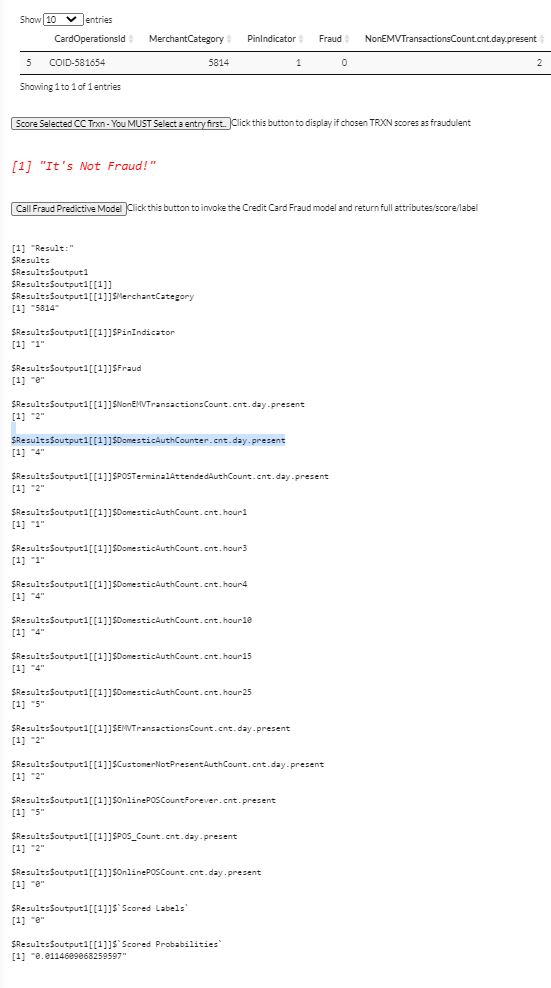 Show 10 entries
CardOperationsId MerchantCategory PinIndicator Fraud NonEMVTransactionsCount.cnt.day.present
5 COID-581654 5814 1 0 2
Showing 1 to 1 of 1 entries
Score Selected CC Trxn - You MUST Select a entry first.. Click this button to display if chosen TRXN scores as fraudulent
[1] "It's Not Fraud!"
Call Fraud Predictive Model Click this button to invoke the Credit Card Fraud model and return full attributes/score/label
[1] "Result:"
$Results
$Results$output1
$Results$output1[[1]]
$Results$output1[[1]]$MerchantCategory
[1] "5814"
$Results$output1[[1]]$PinIndicator
[1] "1"
$Results$output1[[1]]$Fraud
[1] "0"
$Results$output1[[1]]$NonEMVTransactionsCount.cnt.day.present
[1] "2"
$Results$output1[[1]]$DomesticAuthCounter.cnt.day.present
[1] "4"
$Results$output1[[1]]$POSTerminalAttendedAuthCount.cnt.day.present
[1] "2"
$Results$output1[[1]]$DomesticAuthCount.cnt.hour1
[1] "1"
$Results$output1[[1]]$DomesticAuthCount.cnt.hour3
[1] "1"
$Results$output1[[1]]$DomesticAuthCount.cnt.hour4
[1] "4"
$Results$output1[[1]]$DomesticAuthCount.cnt.hour10
[1] "4"
$Results$output1[[1]]$DomesticAuthCount.cnt.hour15
[1] "4"
$Results$output1[[1]]$DomesticAuthCount.cnt.hour25
[1] "5"
$Results$output1[[1]]$EMVTransactionsCount.cnt.day.present
[1] "2"
$Results$output1[[1]]$CustomerNotPresentAuthCount.cnt.day.present
[1] "2"
$Results$output1[[1]]$OnlinePOSCountForever.cnt.present
[1] "5"
$Results$output1[[1]]$POS_Count.cnt.day.present
[1] "2"
$Results$output1[[1]]$OnlinePOSCount.cnt.day.present
[1] "0"
$Results$output1[[1]]$`Scored Labels`
[1] "0"
$Results$output1[[1]]$`Scored Probabilities`
[1] "0.0114609068259597"